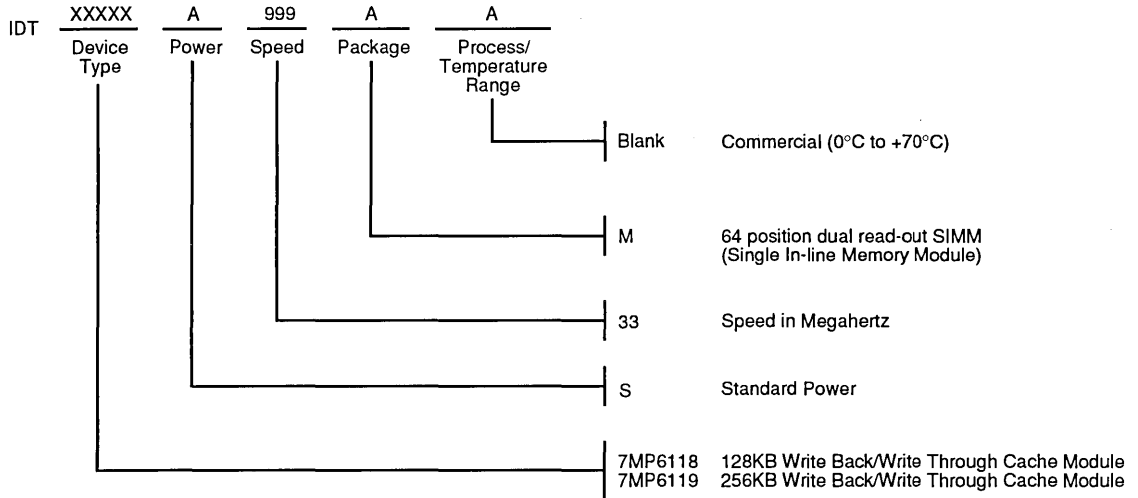 IDT XXXXX A 999 A A
Device Type Power Speed Package Process/ Temperature Range
Blank Commercial (0°C to +70°C)
M 64 position dual read-out SIMM
(Single In-line Memory Module)
33 Speed in Megahertz
S Standard Power
7MP6118 128KB Write Back/Write Through Cache Module
7MP6119 256KB Write Back/Write Through Cache Module